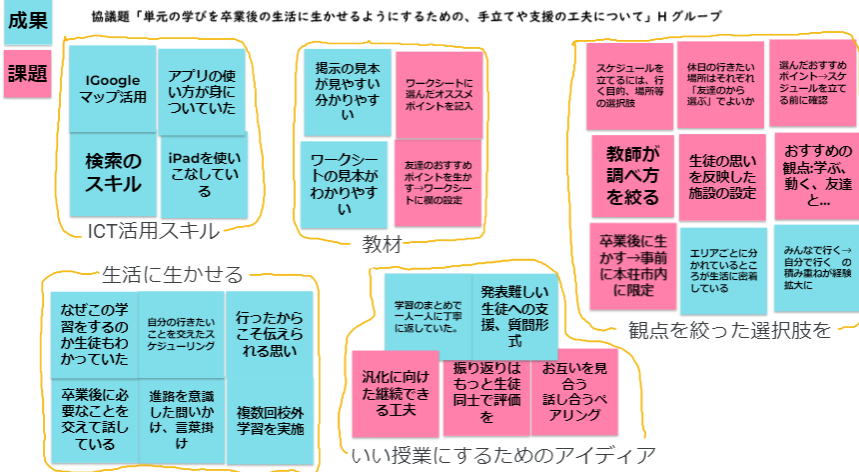 成果
課題
協議題「単元の学びを卒業後の生活に生かせるようにするための、手立てや支援の工夫について」Hグループ
IGoogle
マップ活用
アプリの使
い方が身に
ついていた
検索の
スキル
iPadを使い
こなしてい
る
ICT活用スキル
掲示の見本
が見やすい
分かりやす
い
ワークシートに
選んだオススメ
ポイントを記入
ワークシー
トの見本が
わかりやす
い
友達のおすすめ
ポイントを生か
す→ワークシー
トに欄の設定
教材
スケジュールを
立てるには、行
く目的、場所等
の選択肢
休日の行きたい
場所はそれぞれ
「友達のから
選ぶ」でよいか
選んだおすすめ
ポイント→スケ
ジュールを立て
る前に確認
教師が
調べ方
を絞る
生徒の思い
を反映した
施設の設定
おすすめの
観点:学ぶ、
動く、友達
と...
卒業後に生
かす→事前
に本荘市内
に限定
エリアごとに分
かれているとこ
ろが生活に密着
している
みんなで行く→
自分で行く の
積み重ねが経験
拡大に
観点を絞った選択肢を
生活に生かせる
なぜこの学
習をするの
か生徒もわ
かっていた
自分の行きたい
ことを交えたス
ケジューリング
行ったから
こそ伝えら
れる思い
卒業後に必
要なことを
交えて話し
ている
進路を意識
した問いか
け、言葉掛
け
複数回校外
学習を実施
学習のまとめで
一人一人に丁寧
に返していた。
発表難しい
生徒への支
援、質問形
式
汎化に向け
た継続でき
る工夫
振り返りは
もっと生徒
同士で評価
を
お互いを見
合う
話し合うペ
アリング
いい授業にするためのアイディア